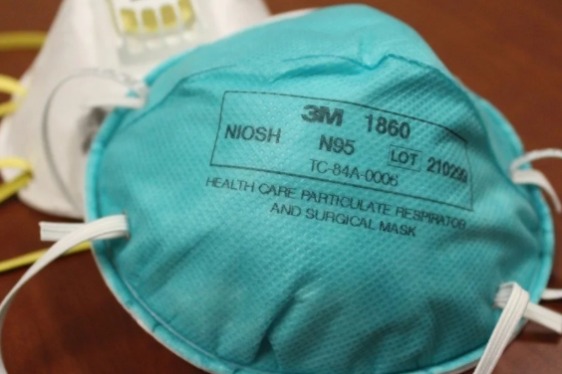 3M 1860
NIOSH N95 LOT
TC-84A-0006
HEALTH CARE PARTICULATE RESPIRATOR
AND SURGICAL MASK